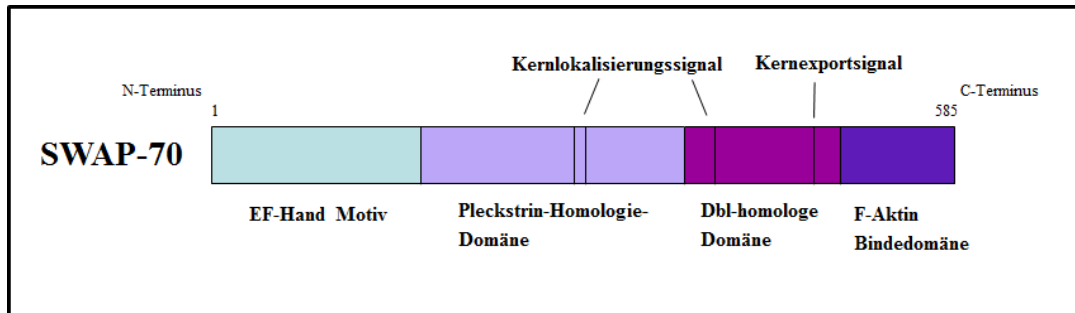 Kernlokalisierungssignal
Kernexportsignal
N-Terminus
C-Terminus
1
585
SWAP-70
EF-Hand Motiv
Pleckstrin-Homologie-
Domäne
Dbl-homologe
Domäne
F-Aktin
Bindedomäne